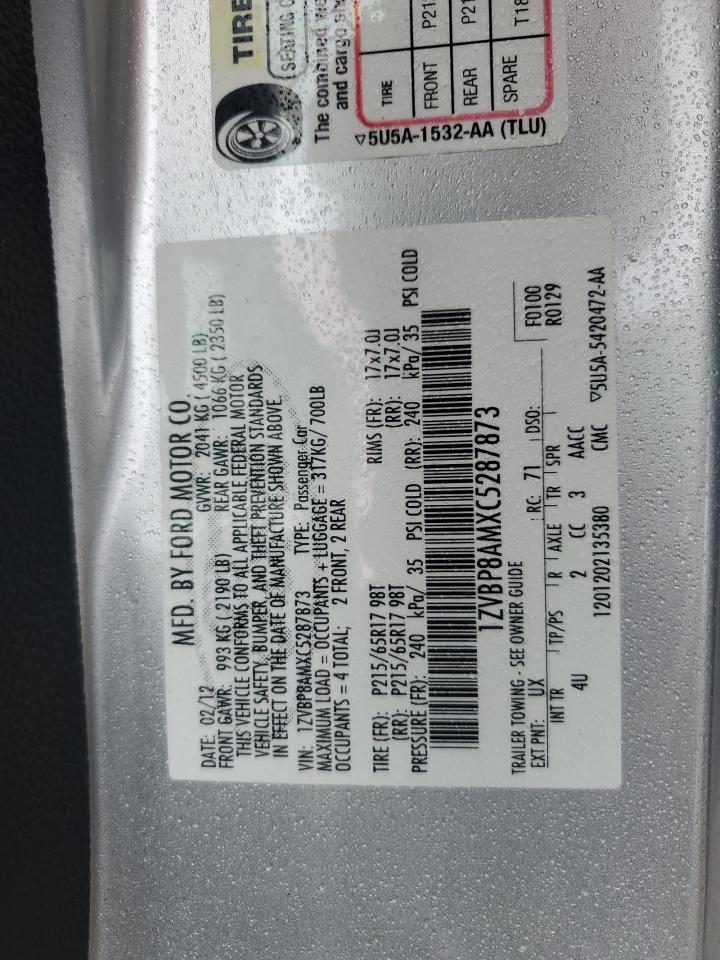 TIRE
SEATING
The combined
and cargo
TIRE
FRONT P21
REAR P21
SPARE T18
▽5U5A-1532-AA (TLU)
MFD. BY FORD MOTOR CO.
DATE: 02/12 GVWR: 2041 KG ( 4500 LB)
FRONT GAWR: 993 KG ( 2190 LB) REAR GAWR: 1066 KG ( 2350 LB)
THIS VEHICLE CONFORMS TO ALL APPLICABLE FEDERAL MOTOR
VEHICLE SAFETY, BUMPER, AND THEFT PREVENTION STANDARDS
IN EFFECT ON THE DATE OF MANUFACTURE SHOWN ABOVE.
VIN: 1ZVBP8AMXC5287873 TYPE: Passenger Car
MAXIMUM LOAD = OCCUPANTS + LUGGAGE = 317KG/ 700LB
OCCUPANTS = 4 TOTAL; 2 FRONT, 2 REAR
TIRE (FR): P215/65R17 98T RIMS (FR): 17x7.0J
(RR): P215/65R17 98T (RR): 17x7.0J
PRESSURE (FR): 240 kPa/ 35 PSI COLD (RR): 240 kPa/ 35 PSI COLD
1ZVBP8AMXC5287873
TRAILER TOWING - SEE OWNER GUIDE
EXT PNT: UX RC: 71 DSO: F0100
R0129
INT TR TP/PS R AXLE TR SPR
4U 2 CC 3 AACC
1201202135380 CMC ▽5U5A-5420472-AA